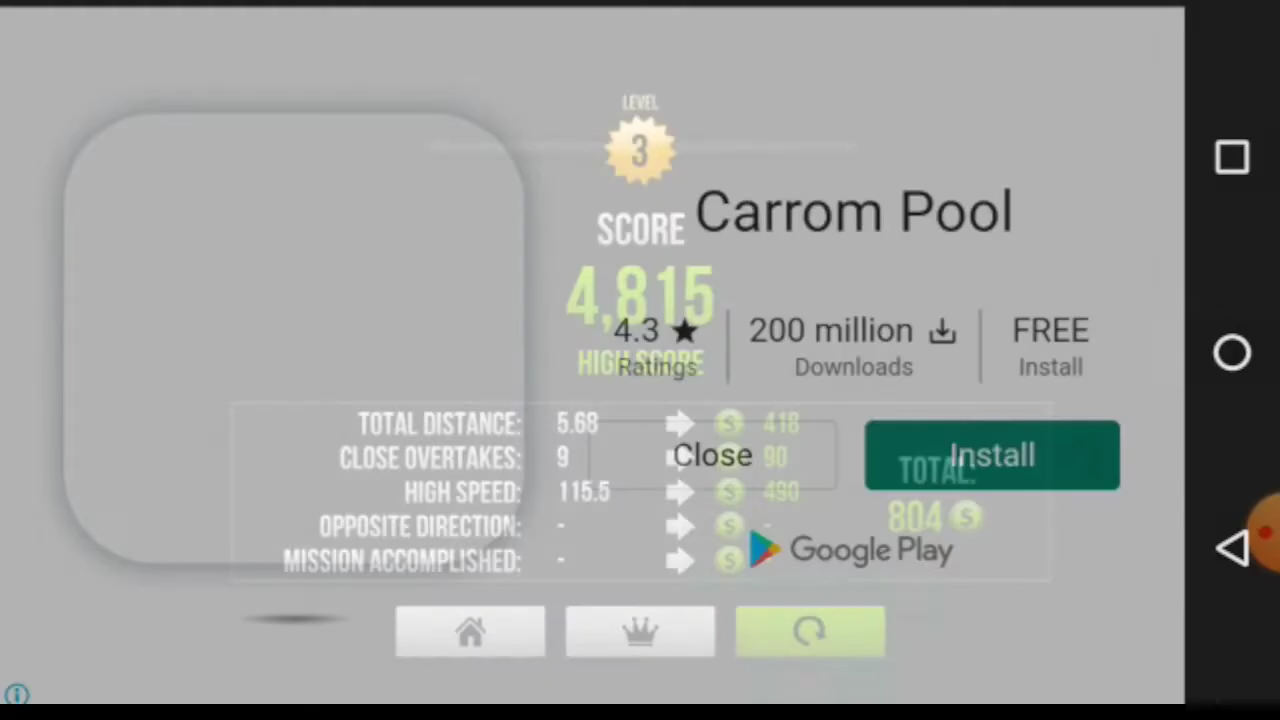 LEVEL
3
SCORE
Carrom Pool
4,815
4.3 ★
200 million
FREE
HIGH SCORE:
Ratings
Downloads
Install
TOTAL DISTANCE: 5.68 418
CLOSE OVERTAKES: 9 90
Close
Install
TOTAL:
HIGH SPEED: 115.5 490
OPPOSITE DIRECTION: - -
804
MISSION ACCOMPLISHED: -
Google Play